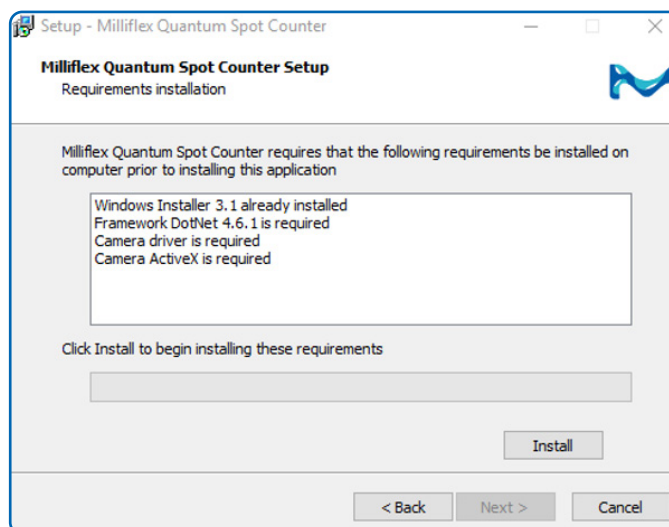 Setup - Milliflex Quantum Spot Counter
Milliflex Quantum Spot Counter Setup
Requirements installation
Milliflex Quantum Spot Counter requires that the following requirements be installed on
computer prior to installing this application
Windows Installer 3.1 already installed
Framework DotNet 4.6.1 is required
Camera driver is required
Camera ActiveX is required
Click Install to begin installing these requirements
Install
< Back Next > Cancel